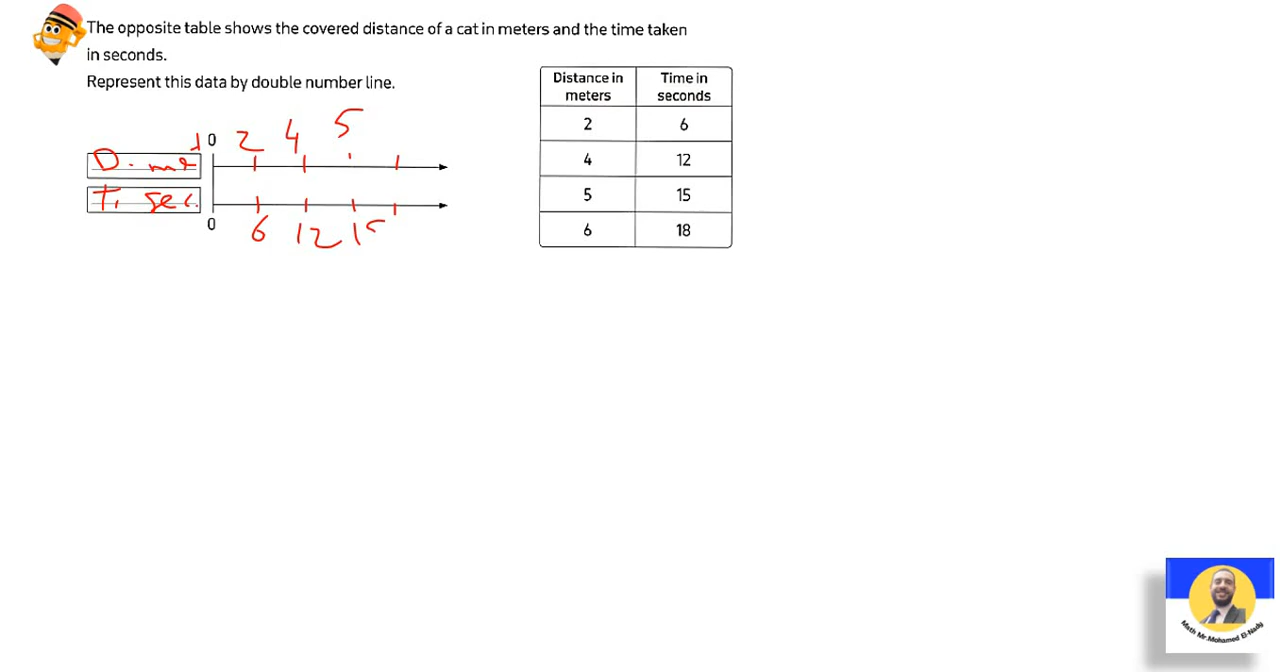 The opposite table shows the covered distance of a cat in meters and the time taken
in seconds.
Represent this data by double number line.
Distance in meters Time in seconds
2 6
4 12
5 15
6 18
0 2 4 5
D. me
T. sec.
0 6 12 15
Math Mr.Mohamed El-Nady